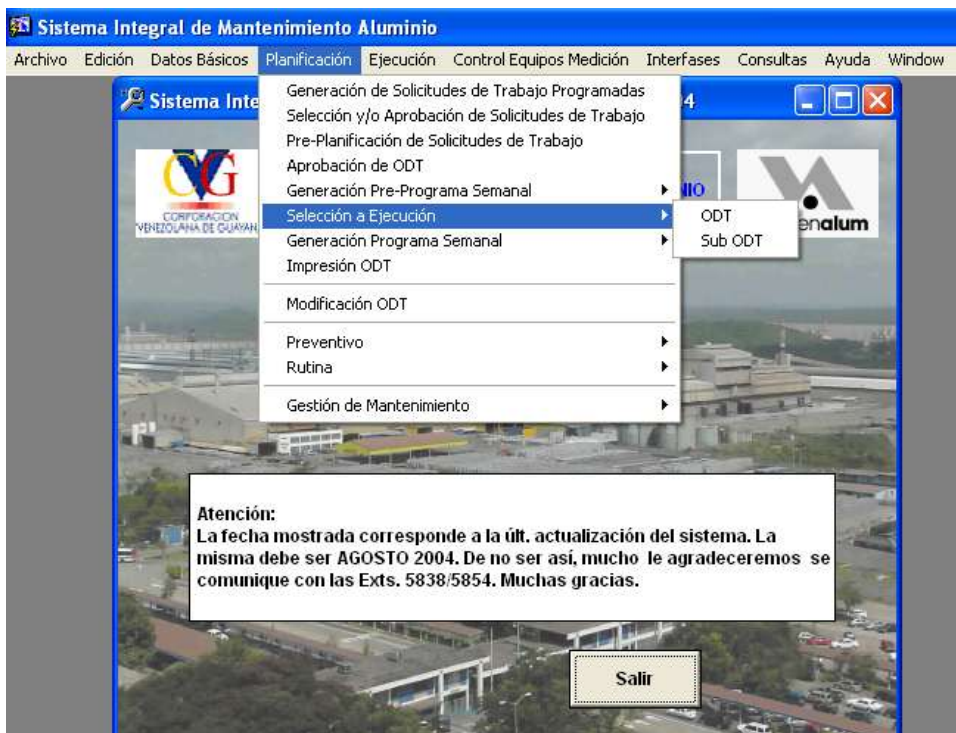 Sistema Integral de Mantenimiento Aluminio
Archivo Edición Datos Básicos Planificación Ejecución Control Equipos Medición Interfases Consultas Ayuda Window
Sistema Inte
4
Generación de Solicitudes de Trabajo Programadas
Selección y/o Aprobación de Solicitudes de Trabajo
Pre-Planificación de Solicitudes de Trabajo
Aprobación de ODT
Generación Pre-Programa Semanal
Selección a Ejecución
Generación Programa Semanal
Impresión ODT
Modificación ODT
Preventivo
Rutina
Gestión de Mantenimiento
ODT
Sub ODT
CVG
CORPORACION
VENEZOLANA DE GUAYAN
NIO
enalum
Atención:
La fecha mostrada corresponde a la últ. actualización del sistema. La
misma debe ser AGOSTO 2004. De no ser así, mucho le agradeceremos se
comunique con las Exts. 5838/5854. Muchas gracias.
Salir